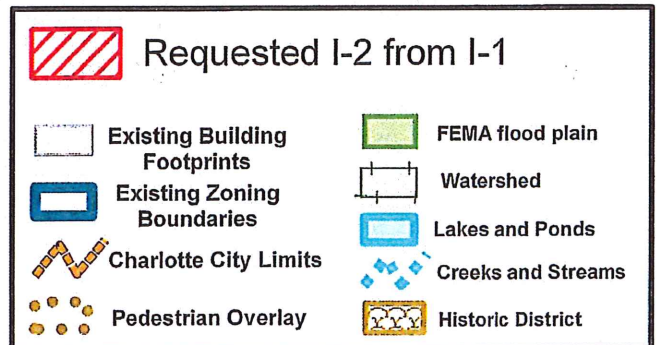 Requested I-2 from I-1
Existing Building
Footprints
Existing Zoning
Boundaries
Charlotte City Limits
Pedestrian Overlay
FEMA flood plain
Watershed
Lakes and Ponds
Creeks and Streams
Historic District